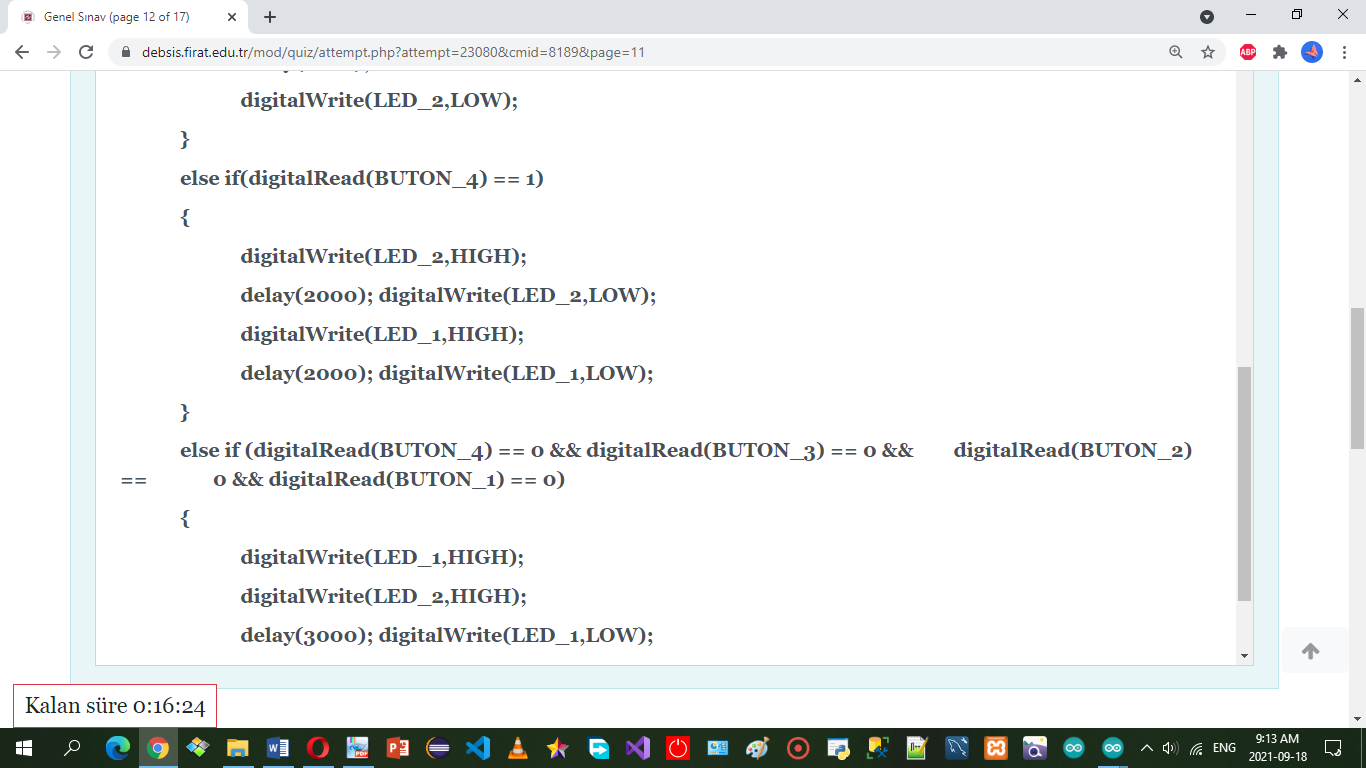 Genel Sınav (page 12 of 17)
debsis.firat.edu.tr/mod/quiz/attempt.php?attempt=23080&cmid=8189&page=11
ABP
digitalWrite(LED_2,LOW);
}
else if(digitalRead(BUTON_4) == 1)
{
digitalWrite(LED_2,HIGH);
delay(2000); digitalWrite(LED_2,LOW);
digitalWrite(LED_1,HIGH);
delay(2000); digitalWrite(LED_1,LOW);
}
else if (digitalRead(BUTON_4) == 0 && digitalRead(BUTON_3) == 0 && digitalRead(BUTON_2)
== 0 && digitalRead(BUTON_1) == 0)
{
digitalWrite(LED_1,HIGH);
digitalWrite(LED_2,HIGH);
delay(3000); digitalWrite(LED_1,LOW);
Kalan süre 0:16:24
ENG
9:13 AM
2021-09-18